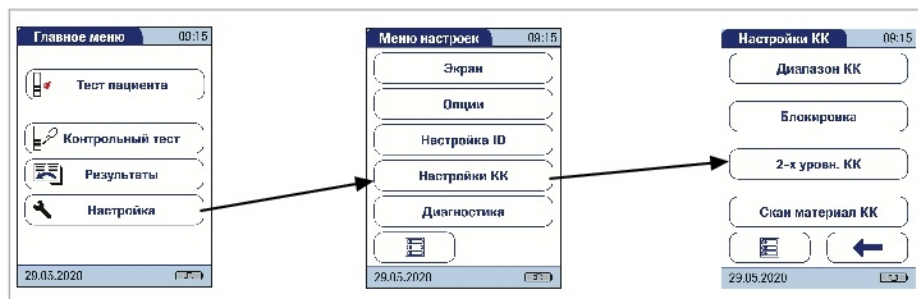 Главное меню 09:15
Тест пациента
Контрольный тест
Результаты
Настройка
29.05.2020
Меню настроек 09:15
Экран
Опции
Настройка ID
Настройки КК
Диагностика
29.05.2020
Настройки КК 09:15
Диапазон КК
Блокировка
2-х уровн. КК
Скан материал КК
29.05.2020